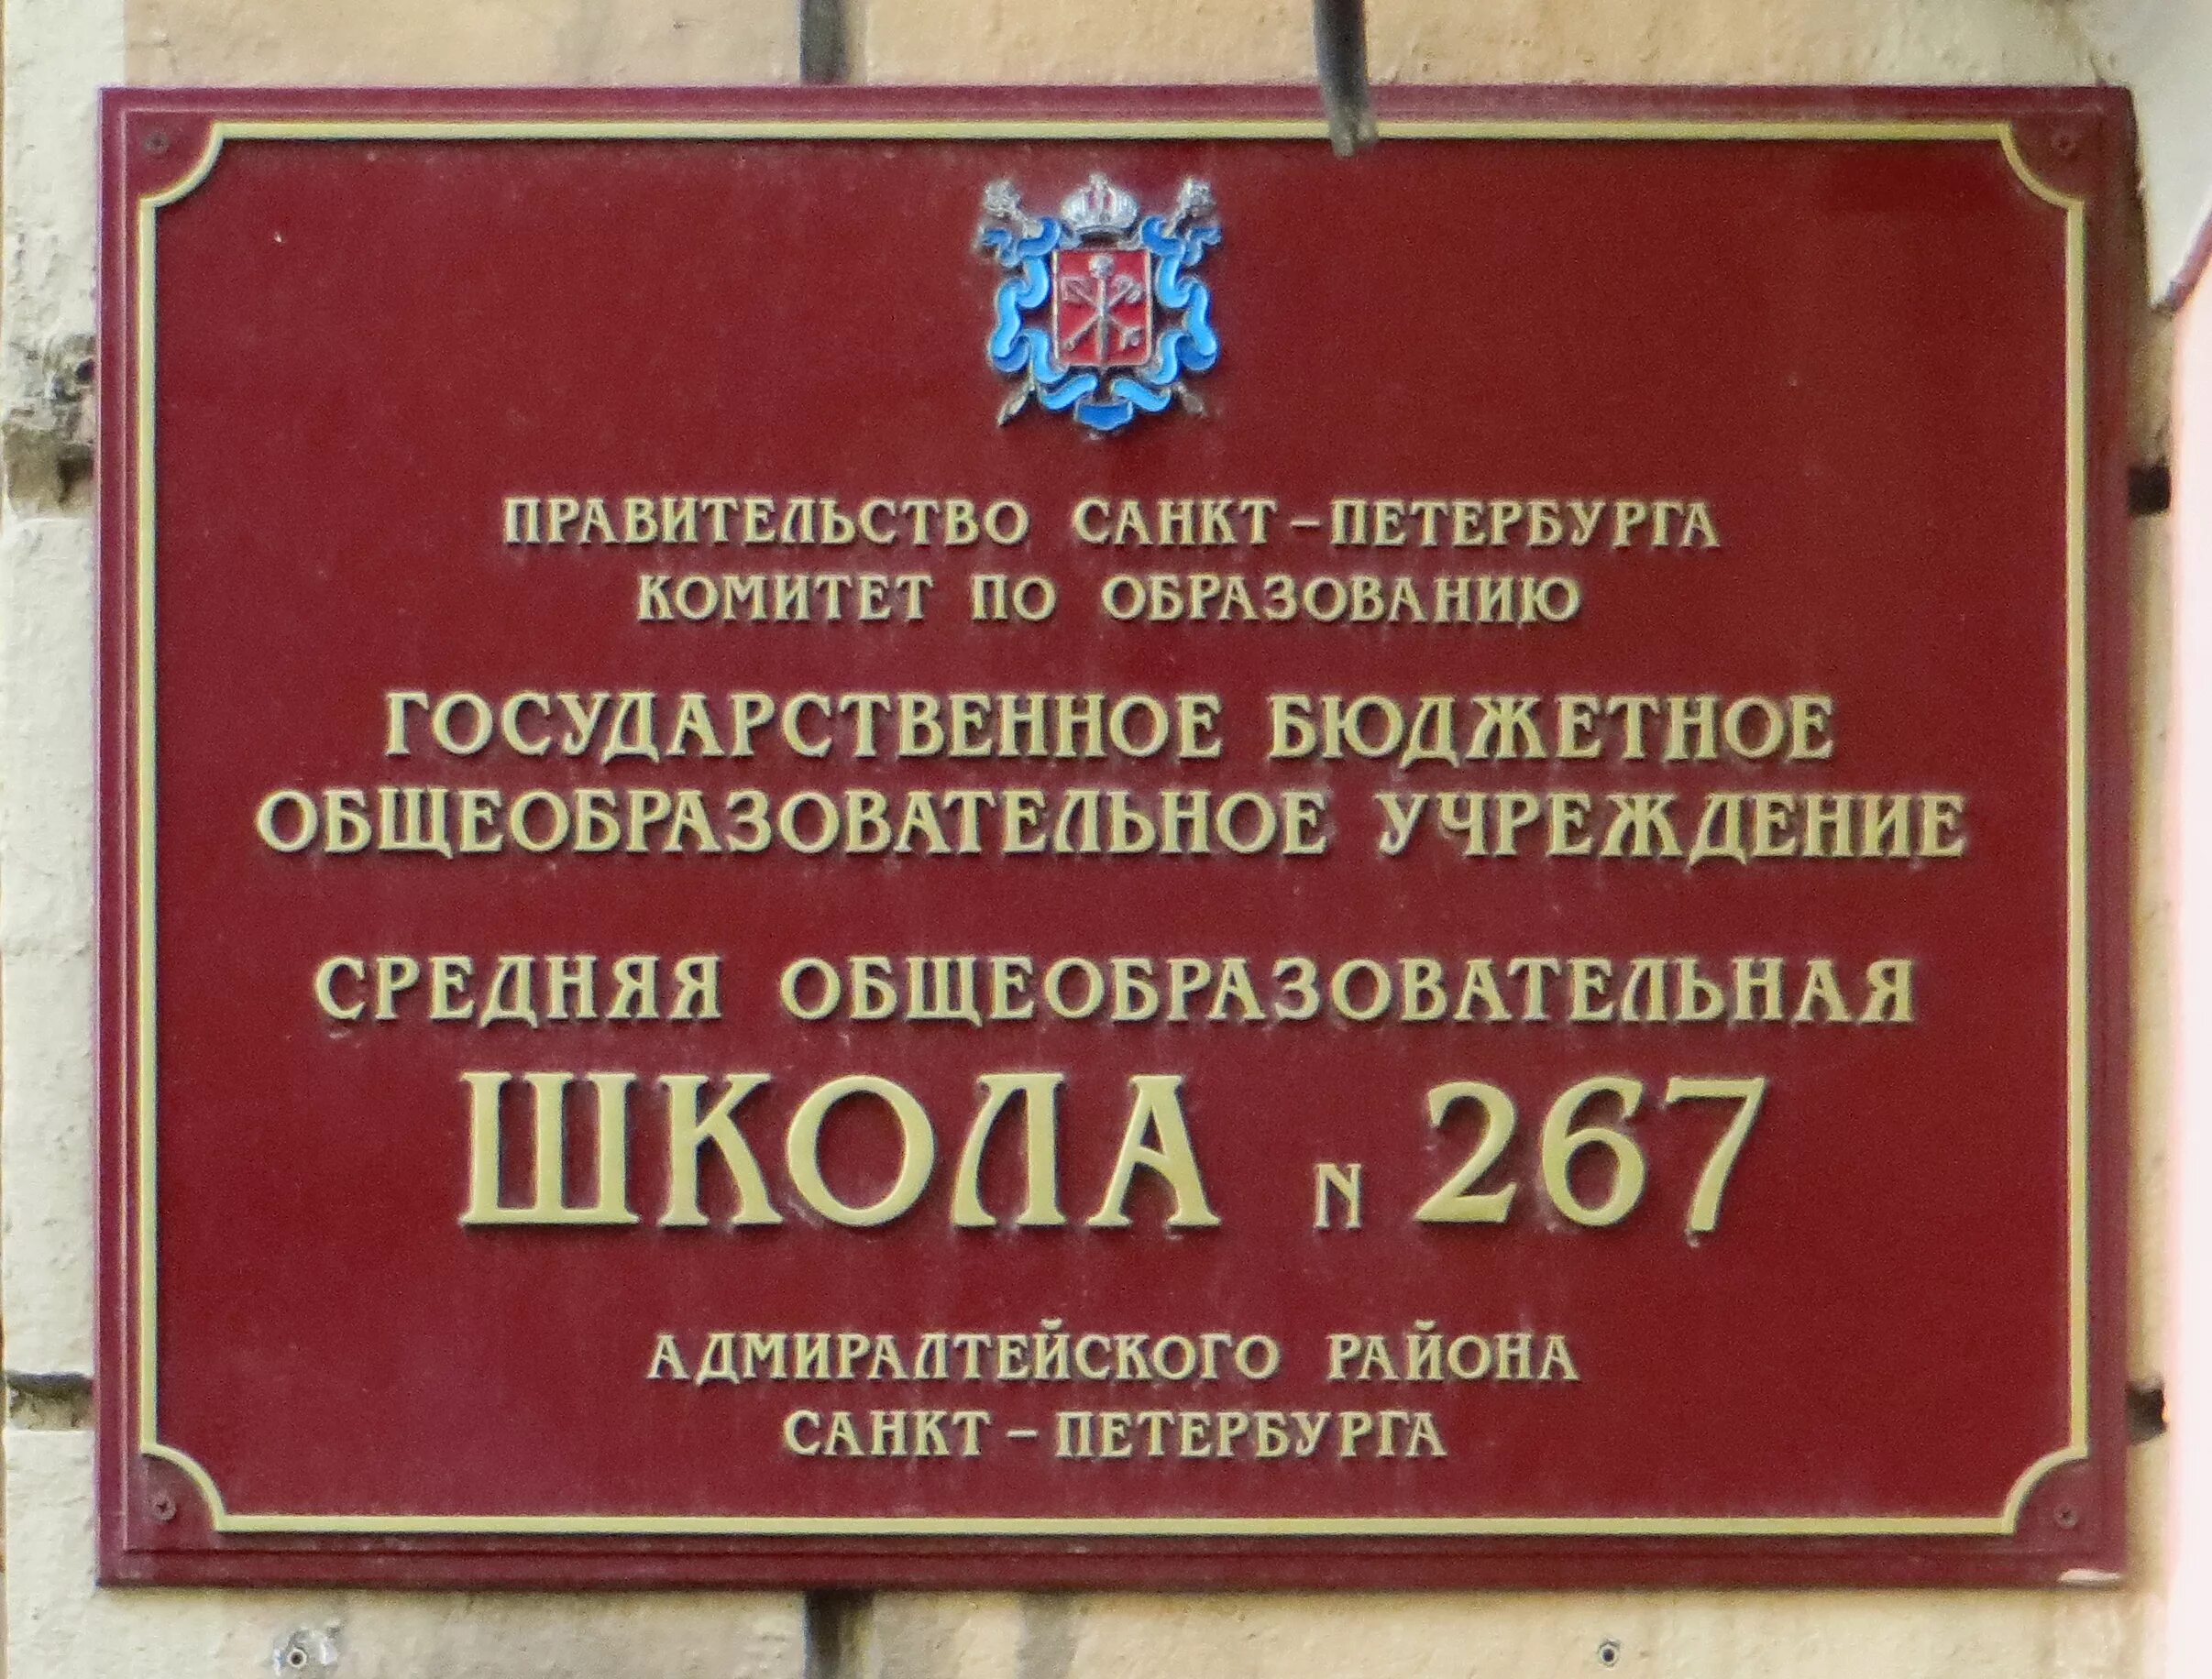 ПРАВИТЕЛЬСТВО САНКТ-ПЕТЕРБУРГА
КОМИТЕТ ПО ОБРАЗОВАНИЮ
ГОСУДАРСТВЕННОЕ БЮДЖЕТНОЕ
ОБЩЕОБРАЗОВАТЕЛЬНОЕ УЧРЕЖДЕНИЕ
СРЕДНЯЯ ОБЩЕОБРАЗОВАТЕЛЬНАЯ
ШКОЛА N 267
АДМИРАЛТЕЙСКОГО РАЙОНА
САНКТ-ПЕТЕРБУРГА